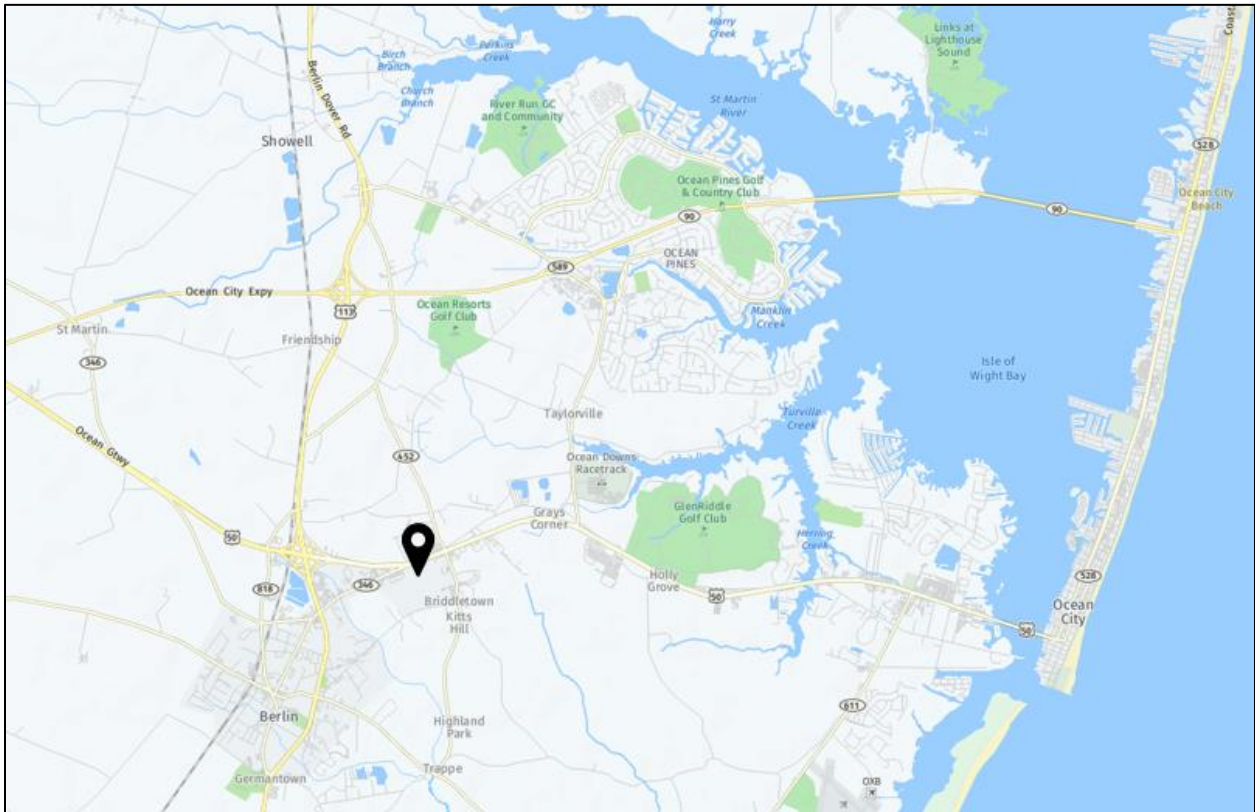 Harry
Creek
Links at
Lighthouse
Sound
Coas
Birch
Branch
Perkins
Creek
Berlin Dover Rd
Church
Branch
River Run GC
and Community
St Martin
River
Showell
528
Ocean Pines Golf
& Country Club
Ocean City
Beach
90
90
OCEAN
PINES
589
Ocean City Expy
Ocean Resorts
Golf Club
113
Manklin
Creek
St Martin
Friendship
346
Isle of
Wight Bay
Taylorville
Turville
Creek
Ocean Gtwy
452
Ocean Downs
Racetrack
GlenRiddle
Golf Club
Grays
Corner
50
Herring
Creek
Holly
Grove
528
346
818
50
Briddletown
Kitts
Hill
Ocean
City
50
611
Berlin
Highland
Park
Trappe
Germantown
OXB